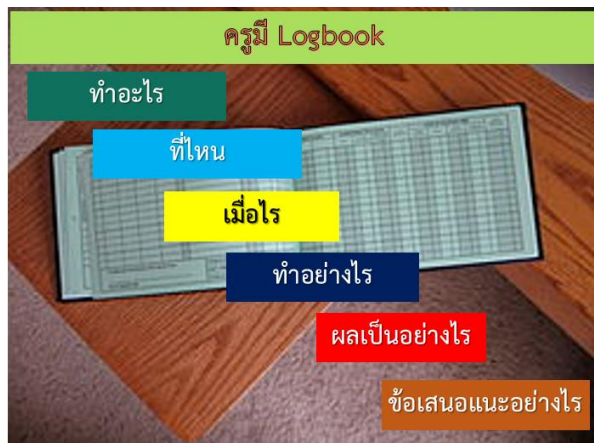 ครูมี Logbook
ทำอะไร
ที่ไหน
เมื่อไร
ทำอย่างไร
ผลเป็นอย่างไร
ข้อเสนอแนะอย่างไร